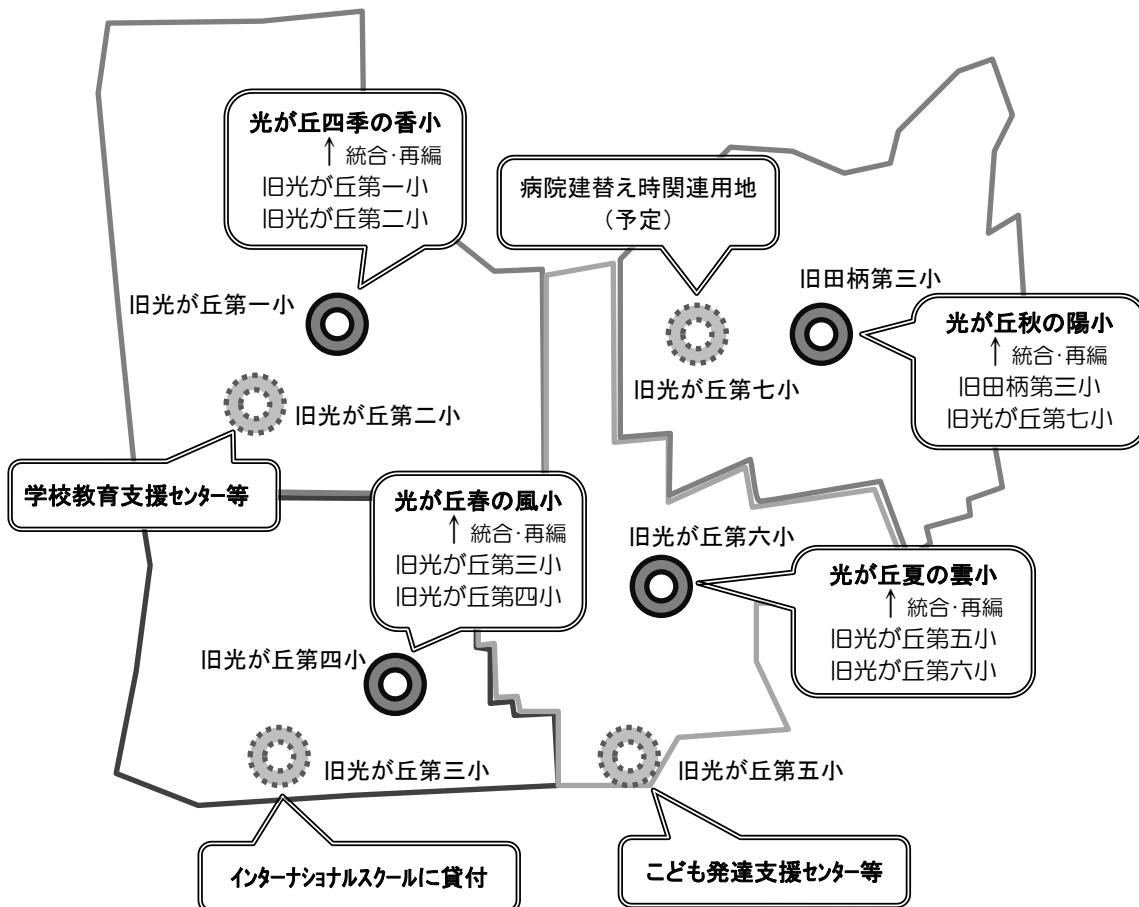 光が丘四季の香小
↑ 統合・再編
旧光が丘第一小
旧光が丘第二小
病院建替え時関連用地
（予定）
旧光が丘第一小
旧田柄第三小
光が丘秋の陽小
↑ 統合・再編
旧田柄第三小
旧光が丘第七小
旧光が丘第七小
旧光が丘第二小
学校教育支援センター等
光が丘春の風小
↑ 統合・再編
旧光が丘第三小
旧光が丘第四小
旧光が丘第六小
光が丘夏の雲小
↑ 統合・再編
旧光が丘第五小
旧光が丘第六小
旧光が丘第四小
旧光が丘第三小
旧光が丘第五小
インターナショナルスクールに貸付
こども発達支援センター等